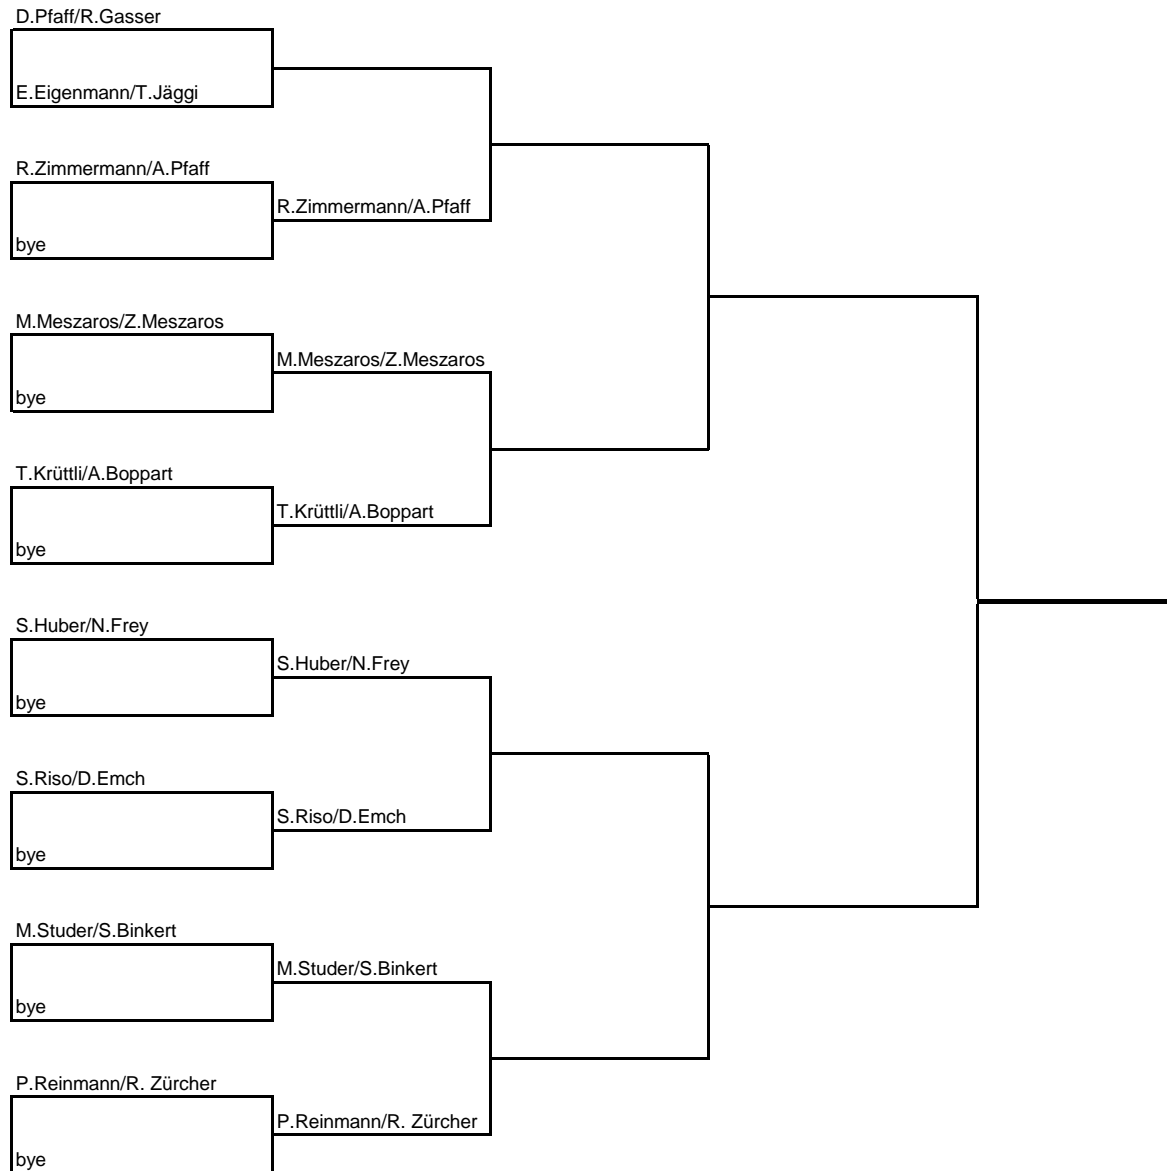 D.Pfaff/R.Gasser
E.Eigenmann/T.Jäggi
R.Zimmermann/A.Pfaff
R.Zimmermann/A.Pfaff
bye
M.Meszaros/Z.Meszaros
M.Meszaros/Z.Meszaros
bye
T.Krüttli/A.Boppart
T.Krüttli/A.Boppart
bye
S.Huber/N.Frey
S.Huber/N.Frey
bye
S.Riso/D.Emch
S.Riso/D.Emch
bye
M.Studer/S.Binkert
M.Studer/S.Binkert
bye
P.Reinmann/R. Zürcher
P.Reinmann/R. Zürcher
bye